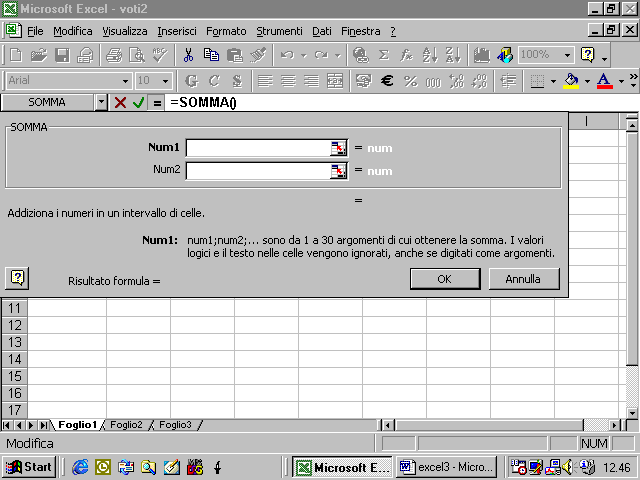 Microsoft Excel - voti2
File Modifica Visualizza Inserisci Formato Strumenti Dati Finestra ?
100%
Arial 10 G C S € % 000
SOMMA =SOMMA()
SOMMA
Num1 = num
Num2 = num
=
Addiziona i numeri in un intervallo di celle.
Num1: num1;num2;... sono da 1 a 30 argomenti di cui ottenere la somma. I valori
logici e il testo nelle celle vengono ignorati, anche se digitati come argomenti.
Risultato formula =
OK Annulla
I
11
12
13
14
15
16
17
Foglio1 Foglio2 Foglio3
Modifica NUM
Start Microsoft E... excel3 - Micro... 12.46